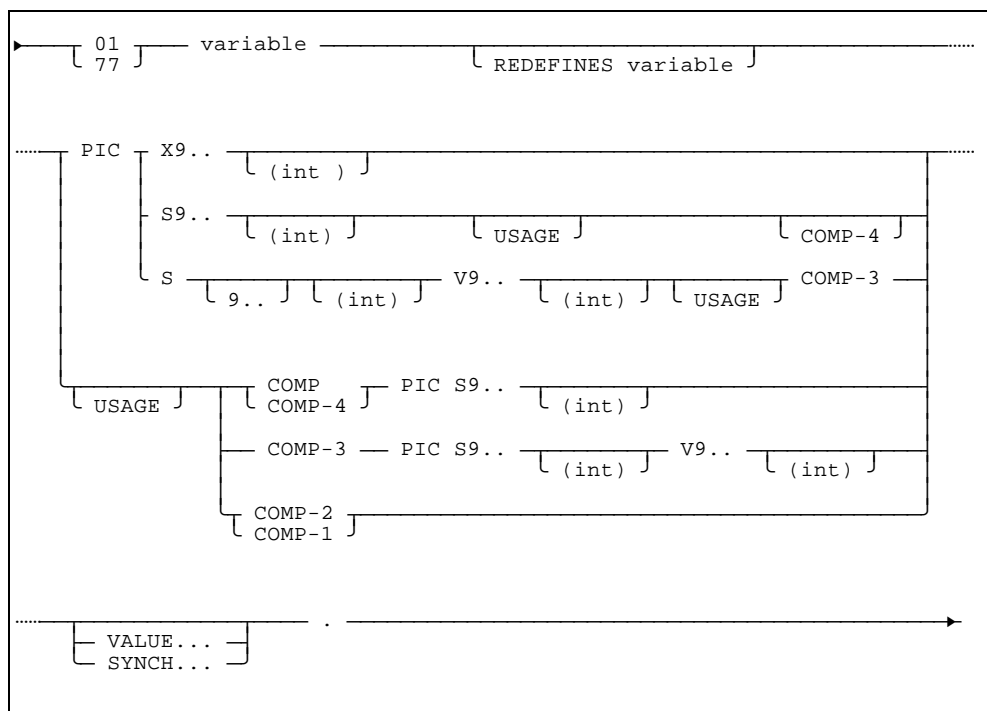 01 variable
77 REDEFINES variable
PIC X9..
(int )
S9..
(int) USAGE COMP-4
S V9.. COMP-3
9.. (int) (int) USAGE
COMP PIC S9..
USAGE COMP-4 (int)
COMP-3 PIC S9.. V9..
(int) (int)
COMP-2
COMP-1
.
VALUE...
SYNCH...